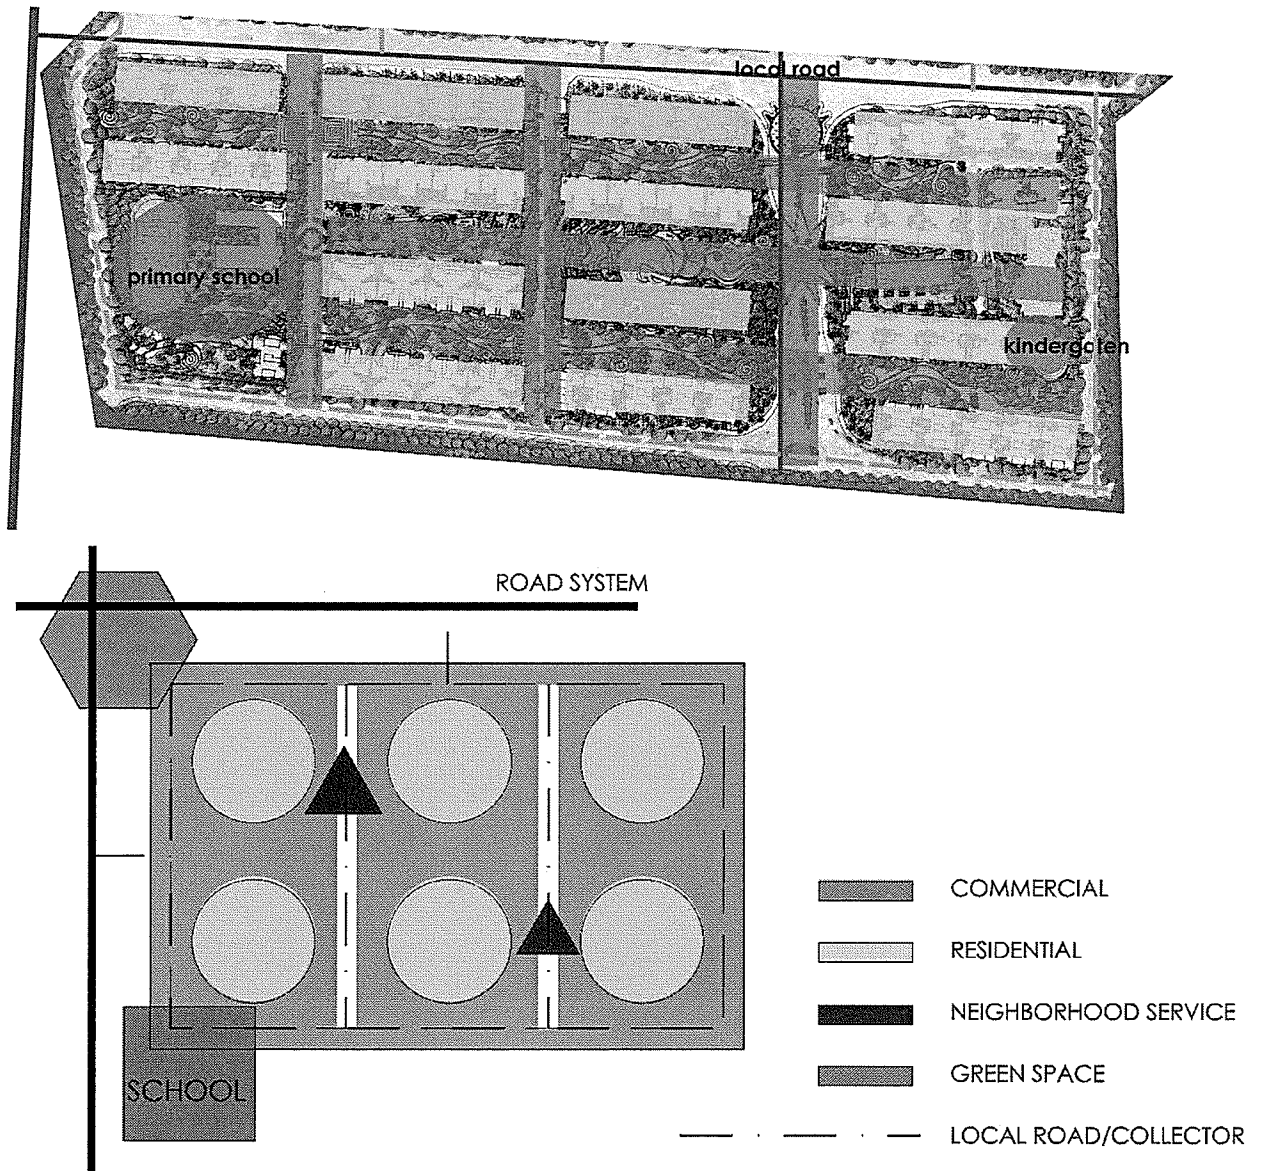 local road
primary school
kindergaten
ROAD SYSTEM
COMMERCIAL
RESIDENTIAL
NEIGHBORHOOD SERVICE
GREEN SPACE
SCHOOL
LOCAL ROAD/COLLECTOR